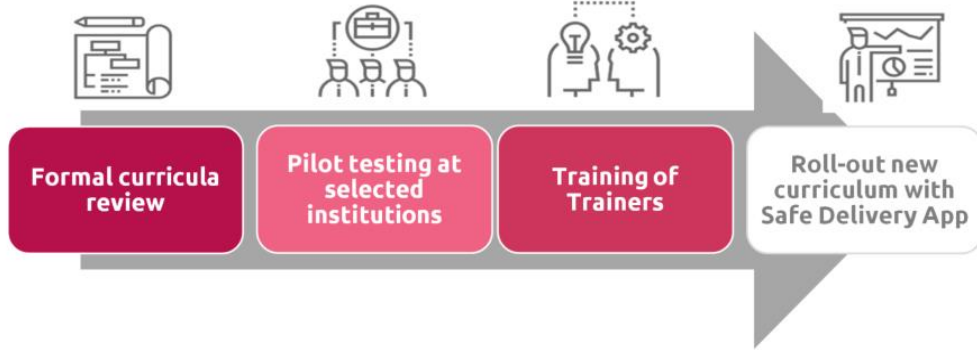 Formal curricula
review
Pilot testing at
selected
institutions
Training of
Trainers
Roll-out new
curriculum with
Safe Delivery App